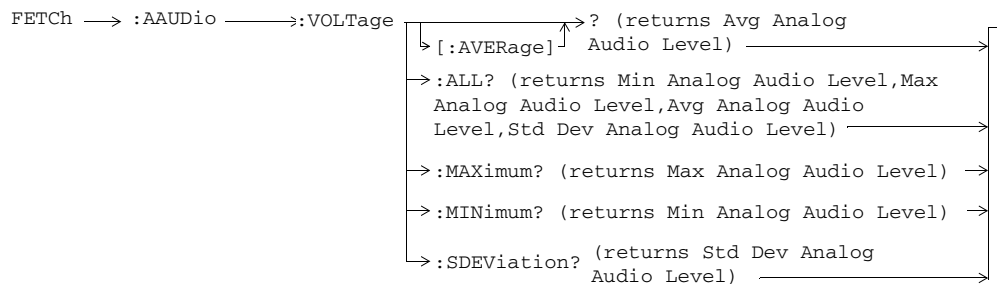 FETCh :AAUDio :VOLTage ? (returns Avg Analog
[:AVERage] Audio Level)
:ALL? (returns Min Analog Audio Level,Max
Analog Audio Level,Avg Analog Audio
Level,Std Dev Analog Audio Level)
:MAXimum? (returns Max Analog Audio Level)
:MINimum? (returns Min Analog Audio Level)
:SDEViation? (returns Std Dev Analog
Audio Level)